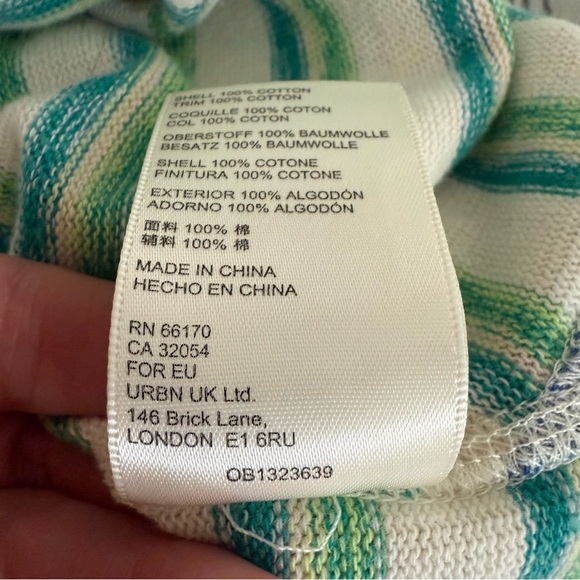 SHELL 100% COTTON
TRIM 100% COTTON
COQUILLE 100% COTON
COL 100% COTON
OBERSTOFF 100% BAUMWOLLE
BESATZ 100% BAUMWOLLE
SHELL 100% COTONE
FINITURA 100% COTONE
EXTERIOR 100% ALGODÓN
ADORNO 100% ALGODÓN
面料 100% 棉
辅料 100% 棉
MADE IN CHINA
HECHO EN CHINA
RN 66170
CA 32054
FOR EU
URBN UK Ltd.
146 Brick Lane,
LONDON E1 6RU
OB1323639